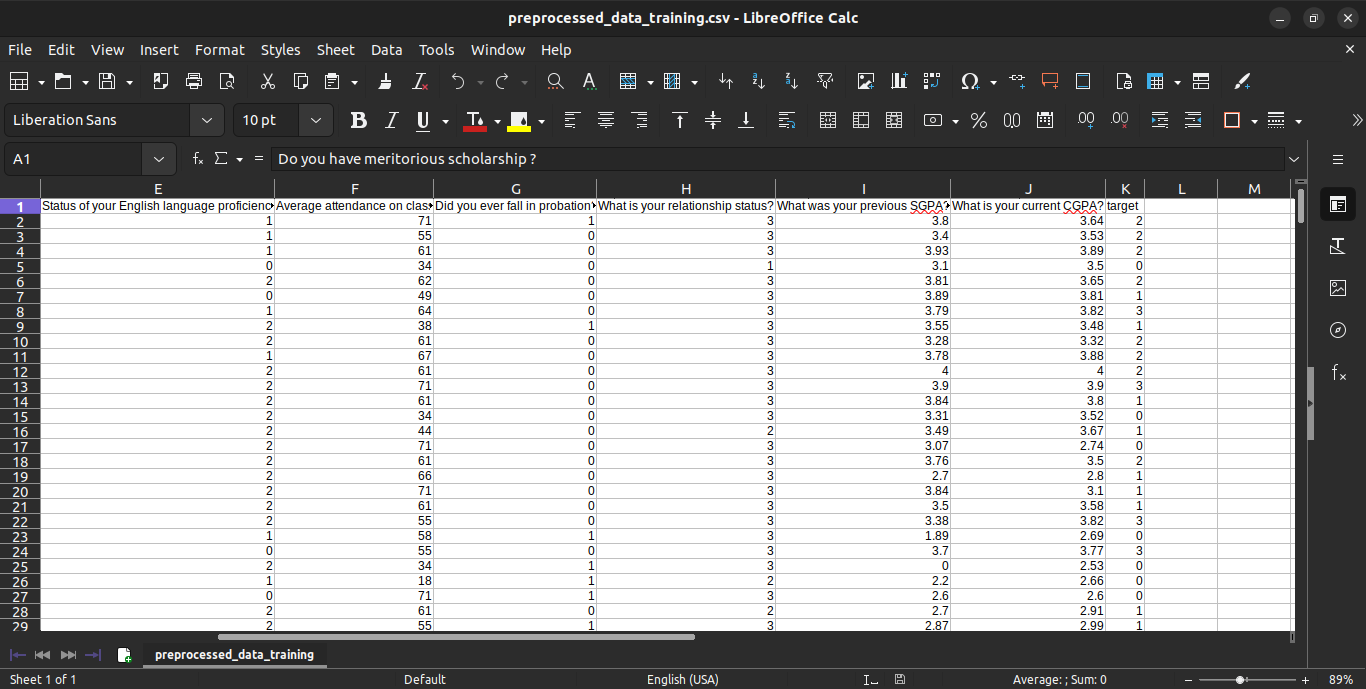 preprocessed_data_training.csv - LibreOffice Calc
File Edit View Insert Format Styles Sheet Data Tools Window Help
Liberation Sans 10 pt
A1 Do you have meritorious scholarship ?
E F G H I J K L M
1 Status of your English language proficienc Average attendance on clas Did you ever fall in probation What is your relationship status? What was your previous SGPA? What is your current CGPA? target
2 1 71 1 3 3.8 3.64 2
3 1 55 0 3 3.4 3.53 2
4 1 61 0 3 3.93 3.89 2
5 0 34 0 1 3.1 3.5 0
6 2 62 0 3 3.81 3.65 2
7 0 49 0 3 3.89 3.81 1
8 1 64 0 3 3.79 3.82 3
9 2 38 1 3 3.55 3.48 1
10 2 61 0 3 3.28 3.32 2
11 1 67 0 3 3.78 3.88 2
12 2 61 0 3 4 4 2
13 2 71 0 3 3.9 3.9 3
14 2 61 0 3 3.84 3.8 1
15 2 34 0 3 3.31 3.52 0
16 2 44 0 2 3.49 3.67 1
17 2 71 0 3 3.07 2.74 0
18 2 61 0 3 3.76 3.5 2
19 2 66 0 3 2.7 2.8 1
20 2 71 0 3 3.84 3.1 1
21 2 61 0 3 3.5 3.58 1
22 2 55 0 3 3.38 3.82 3
23 1 58 1 3 1.89 2.69 0
24 0 55 0 3 3.7 3.77 3
25 2 34 1 3 0 2.53 0
26 1 18 1 2 2.2 2.66 0
27 0 71 1 3 2.6 2.6 0
28 2 61 0 2 2.7 2.91 1
29 2 55 1 3 2.87 2.99 1
preprocessed_data_training
Sheet 1 of 1 Default English (USA) Average: ; Sum: 0 89%